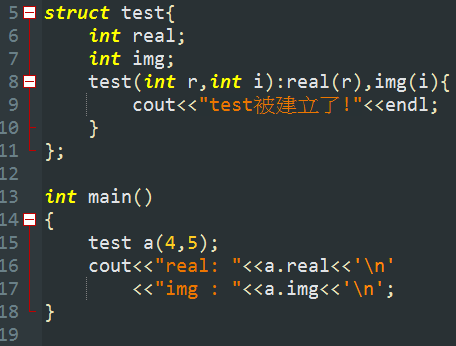 5 struct test{
6 int real;
7 int img;
8 test(int r,int i):real(r),img(i){
9 cout<<"test被建立了!"<<endl;
10 }
11 };
12
13 int main()
14 {
15 test a(4,5);
16 cout<<"real: "<<a.real<<'\n'
17 <<"img : "<<a.img<<'\n';
18 }
19